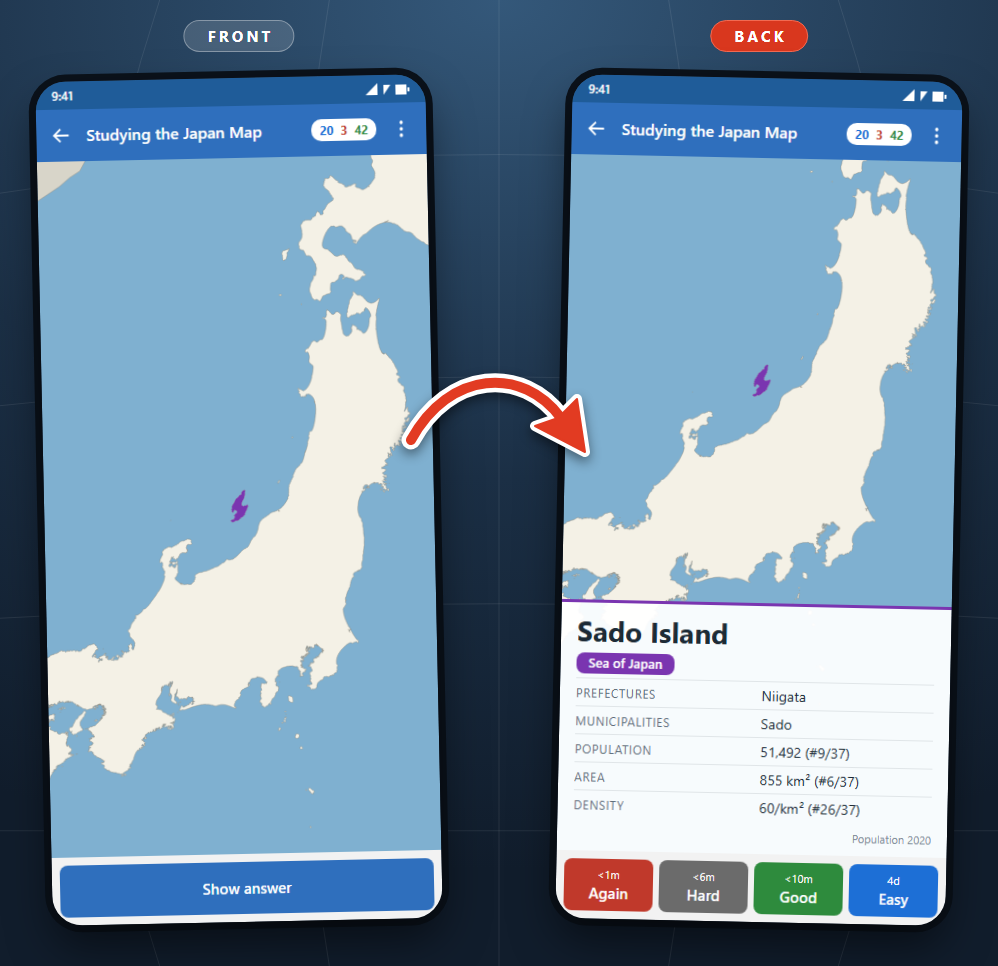 FRONT
9:41
Studying the Japan Map
20 3 42
Show answer
BACK
9:41
Studying the Japan Map
20 3 42
Sado Island
Sea of Japan
PREFECTURES Niigata
MUNICIPALITIES Sado
POPULATION 51,492 (#9/37)
AREA 855 km² (#6/37)
DENSITY 60/km² (#26/37)
Population 2020
<1m <6m <10m 4d
Again Hard Good Easy